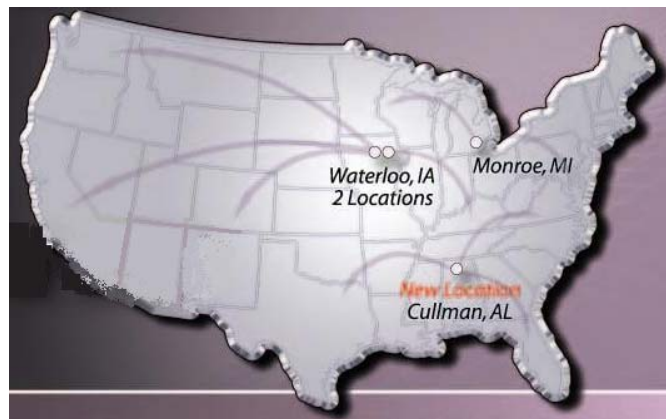 Waterloo, IA
2 Locations
Monroe, MI
New Location
Cullman, AL